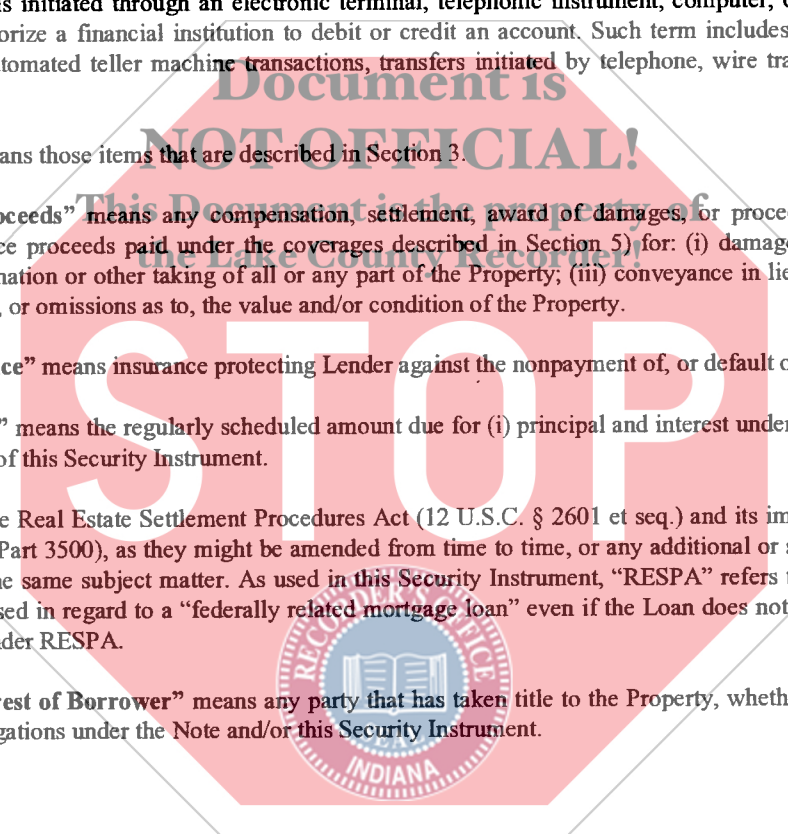 s initiated through an electronic terminal, telephonic instrument, computer,
orize a financial institution to debit or credit an account. Such term includes
utomated teller machine transactions, transfers initiated by telephone, wire tra
Document is
NOT OFFICIAL!
ans those items that are described in Section 3.
This Document is the property of
oceeds” means any compensation, settlement, award of damages, or procee
ce proceeds paid under the coverages described in Section 5) for: (i) damage
the Lake County Recorder!
nation or other taking of all or any part of the Property; (iii) conveyance in lie
, or omissions as to, the value and/or condition of the Property.
STOP
ce” means insurance protecting Lender against the nonpayment of, or default o
” means the regularly scheduled amount due for (i) principal and interest under
of this Security Instrument.
e Real Estate Settlement Procedures Act (12 U.S.C. § 2601 et seq.) and its im
Part 3500), as they might be amended from time to time, or any additional or s
he same subject matter. As used in this Security Instrument, “RESPA” refers t
sed in regard to a “federally related mortgage loan” even if the Loan does not
der RESPA.
RECORDER'S OFFICE
rest of Borrower” means any party that has taken title to the Property, wheth
gations under the Note and/or this Security Instrument.
SEAL
INDIANA